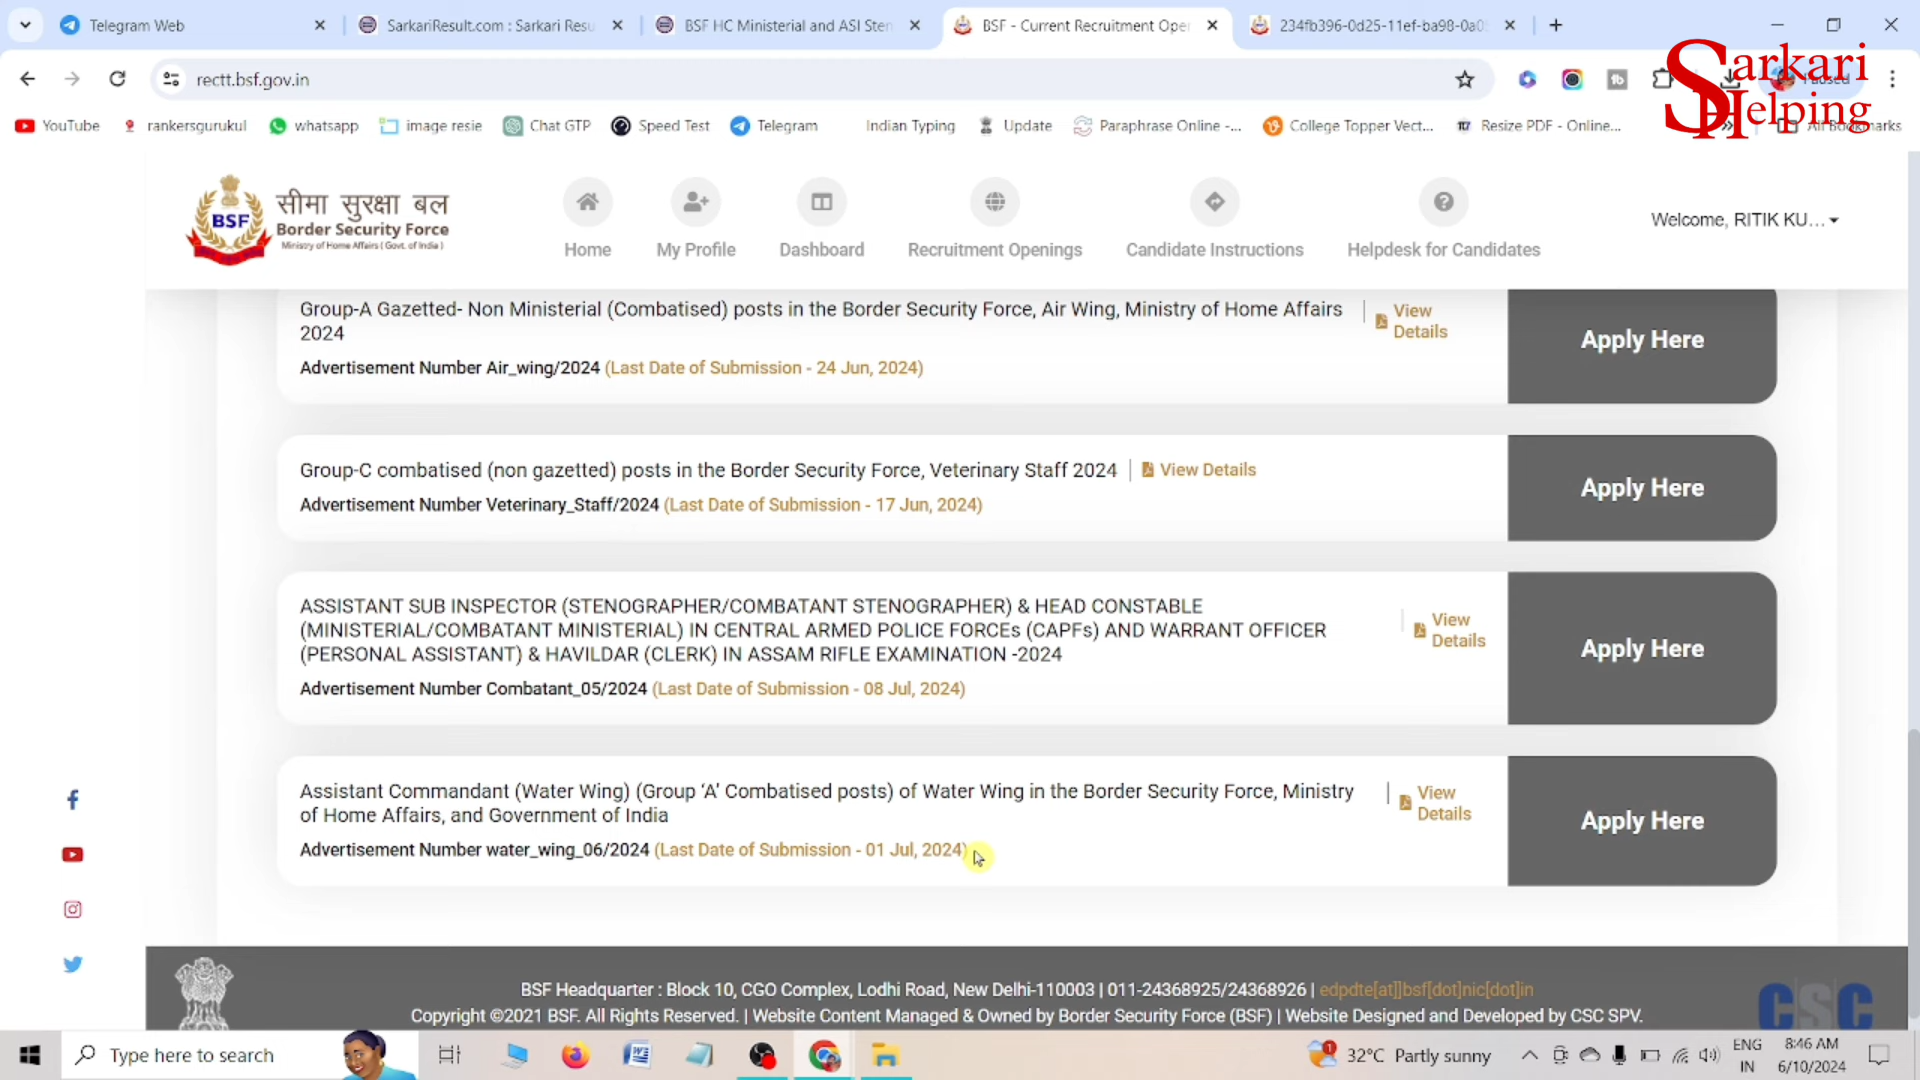 Telegram Web
SarkariResult.com : Sarkari Resu
BSF HC Ministerial and ASI Sten
BSF - Current Recruitment Ope
234fb396-0d25-11ef-ba98-0a0
rectt.bsf.gov.in
Sarkari
Helping
YouTube
rankersgurukul
whatsapp
image resie
Chat GTP
Speed Test
Telegram
Indian Typing
Update
Paraphrase Online -...
College Topper Vect...
Resize PDF - Online...
All Bookmarks
BSF
सीमा सुरक्षा बल
Border Security Force
Ministry of Home Affairs ( Govt. of India )
Home
My Profile
Dashboard
Recruitment Openings
Candidate Instructions
Helpdesk for Candidates
Welcome, RITIK KU...
Group-A Gazetted- Non Ministerial (Combatised) posts in the Border Security Force, Air Wing, Ministry of Home Affairs
2024
View
Details
Advertisement Number Air_wing/2024 (Last Date of Submission - 24 Jun, 2024)
Apply Here
Group-C combatised (non gazetted) posts in the Border Security Force, Veterinary Staff 2024
View Details
Advertisement Number Veterinary_Staff/2024 (Last Date of Submission - 17 Jun, 2024)
Apply Here
ASSISTANT SUB INSPECTOR (STENOGRAPHER/COMBATANT STENOGRAPHER) & HEAD CONSTABLE
(MINISTERIAL/COMBATANT MINISTERIAL) IN CENTRAL ARMED POLICE FORCEs (CAPFs) AND WARRANT OFFICER
(PERSONAL ASSISTANT) & HAVILDAR (CLERK) IN ASSAM RIFLE EXAMINATION -2024
View
Details
Advertisement Number Combatant_05/2024 (Last Date of Submission - 08 Jul, 2024)
Apply Here
Assistant Commandant (Water Wing) (Group ‘A’ Combatised posts) of Water Wing in the Border Security Force, Ministry
of Home Affairs, and Government of India
View
Details
Advertisement Number water_wing_06/2024 (Last Date of Submission - 01 Jul, 2024)
Apply Here
BSF Headquarter : Block 10, CGO Complex, Lodhi Road, New Delhi-110003 | 011-24368925/24368926 | edpdte[at]]bsf[dot]nic[dot]in
Copyright ©2021 BSF. All Rights Reserved. | Website Content Managed & Owned by Border Security Force (BSF) | Website Designed and Developed by CSC SPV.
CSC
Type here to search
32°C Partly sunny
ENG
IN
8:46 AM
6/10/2024